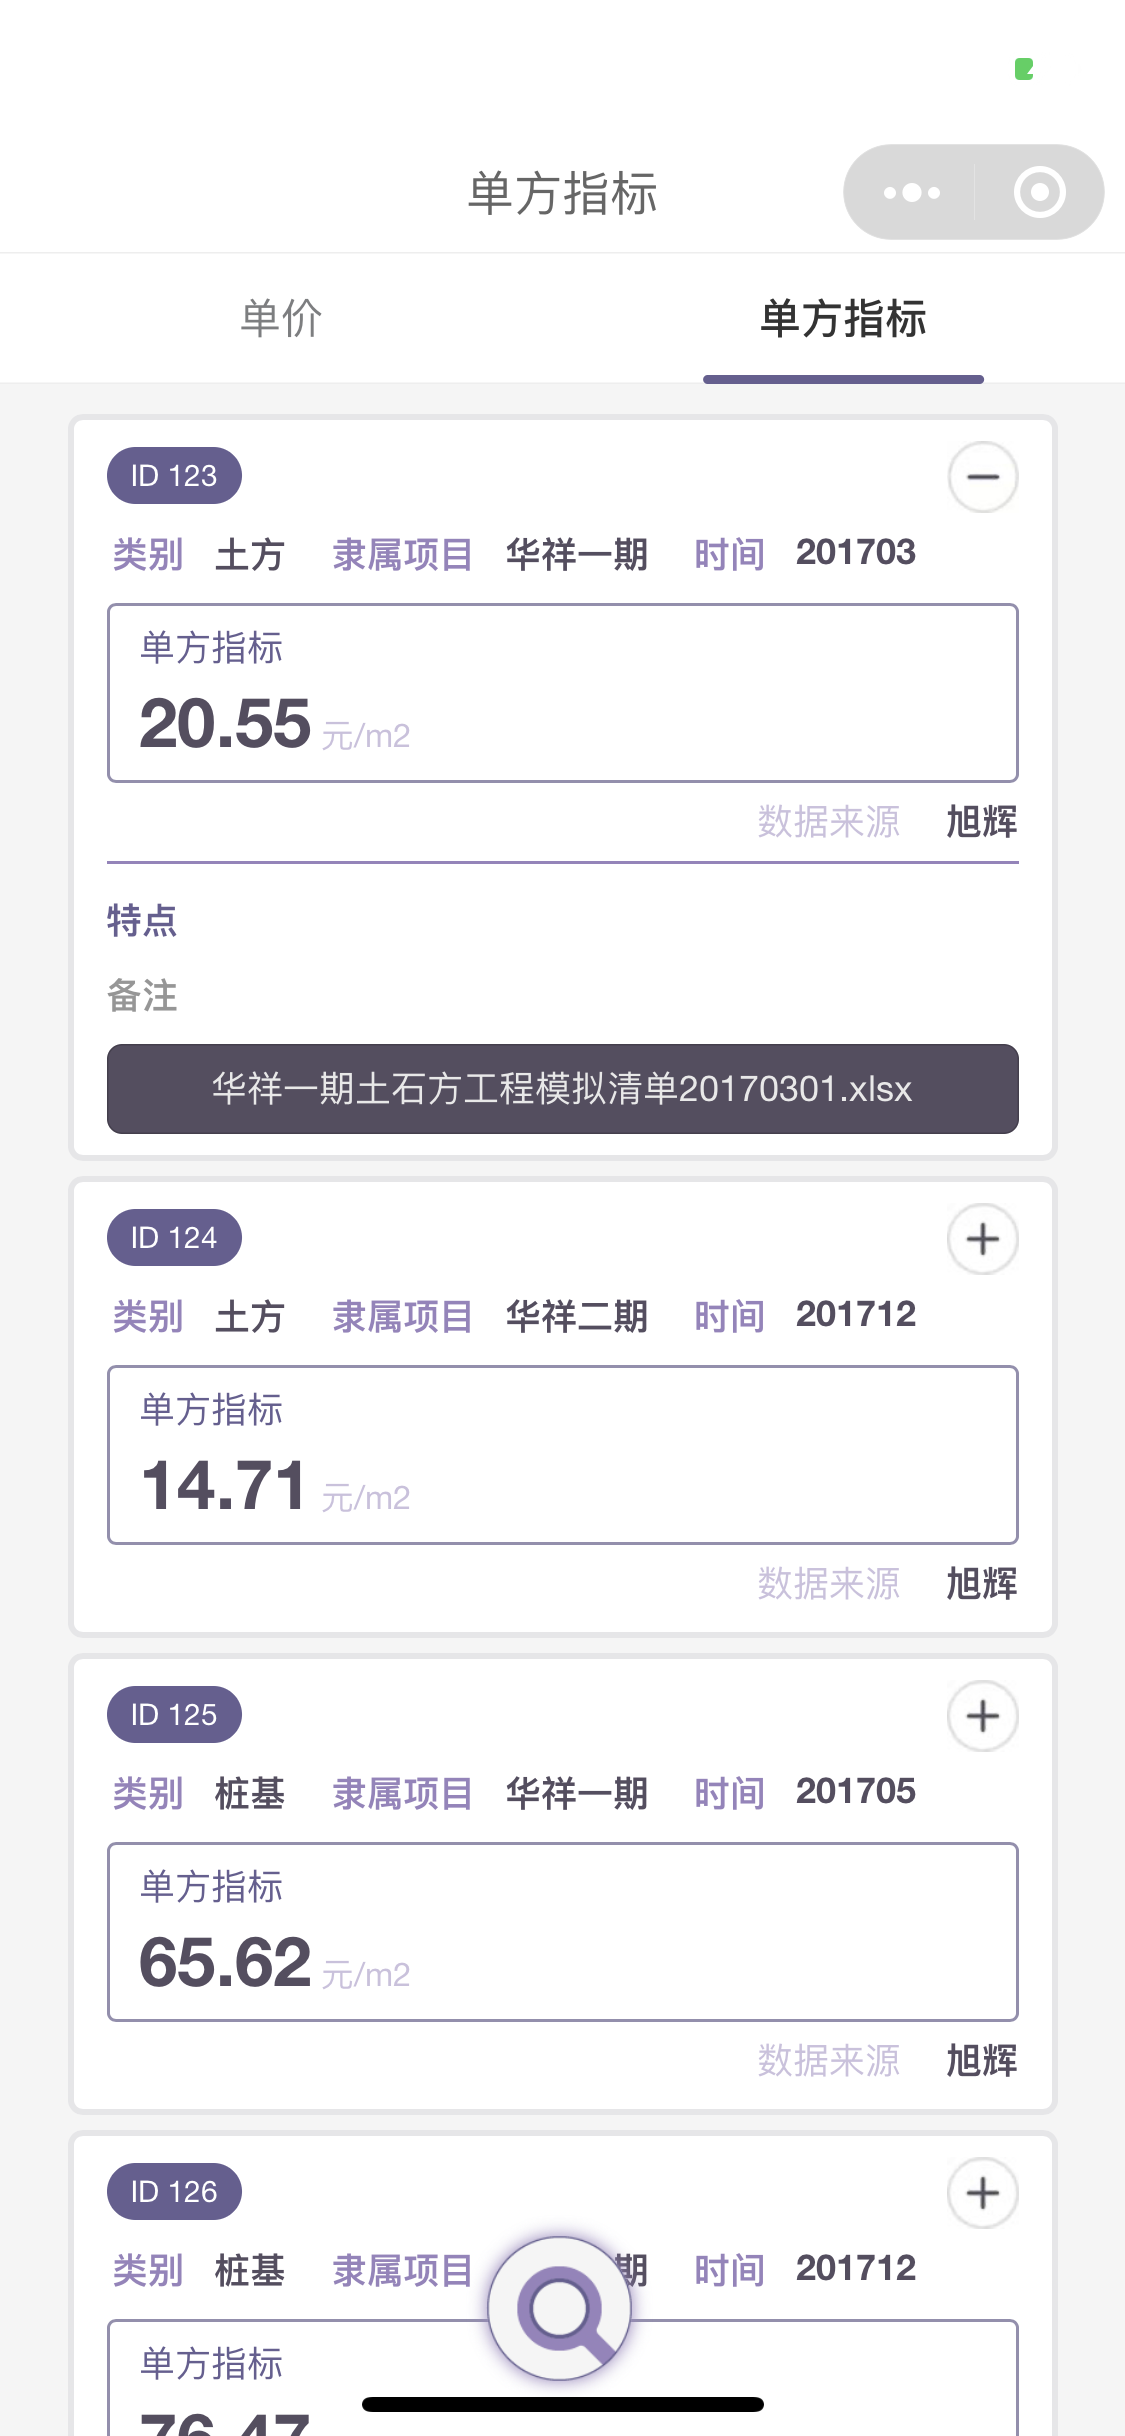 单方指标
单价 单方指标
ID 123
类别 土方 隶属项目 华祥一期 时间 201703
单方指标
20.55 元/m2
数据来源 旭辉
特点
备注
华祥一期土石方工程模拟清单20170301.xlsx
ID 124
类别 土方 隶属项目 华祥二期 时间 201712
单方指标
14.71 元/m2
数据来源 旭辉
ID 125
类别 桩基 隶属项目 华祥一期 时间 201705
单方指标
65.62 元/m2
数据来源 旭辉
ID 126
类别 桩基 隶属项目 期 时间 201712
单方指标
76.47